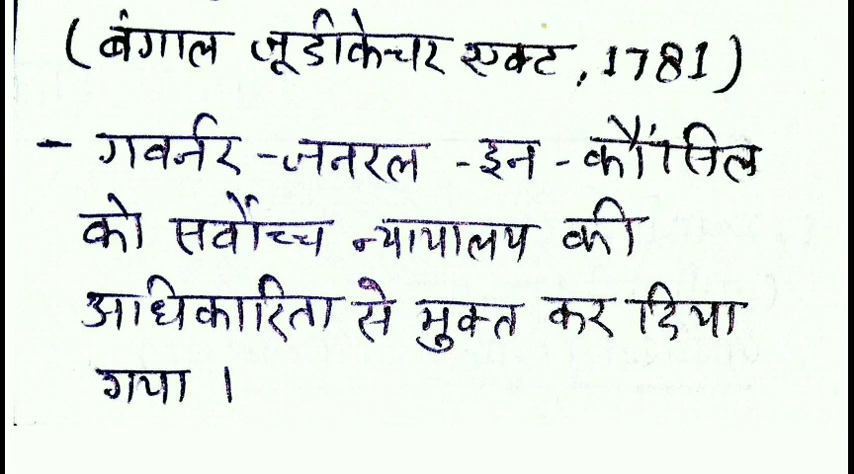 (बंगाल जूडीकेचर एक्ट, 1781)
- गवर्नर-जनरल-इन-कौंसिल
को सर्वोच्च न्यायालय की
अधिकारिता से मुक्त कर दिया
गया ।